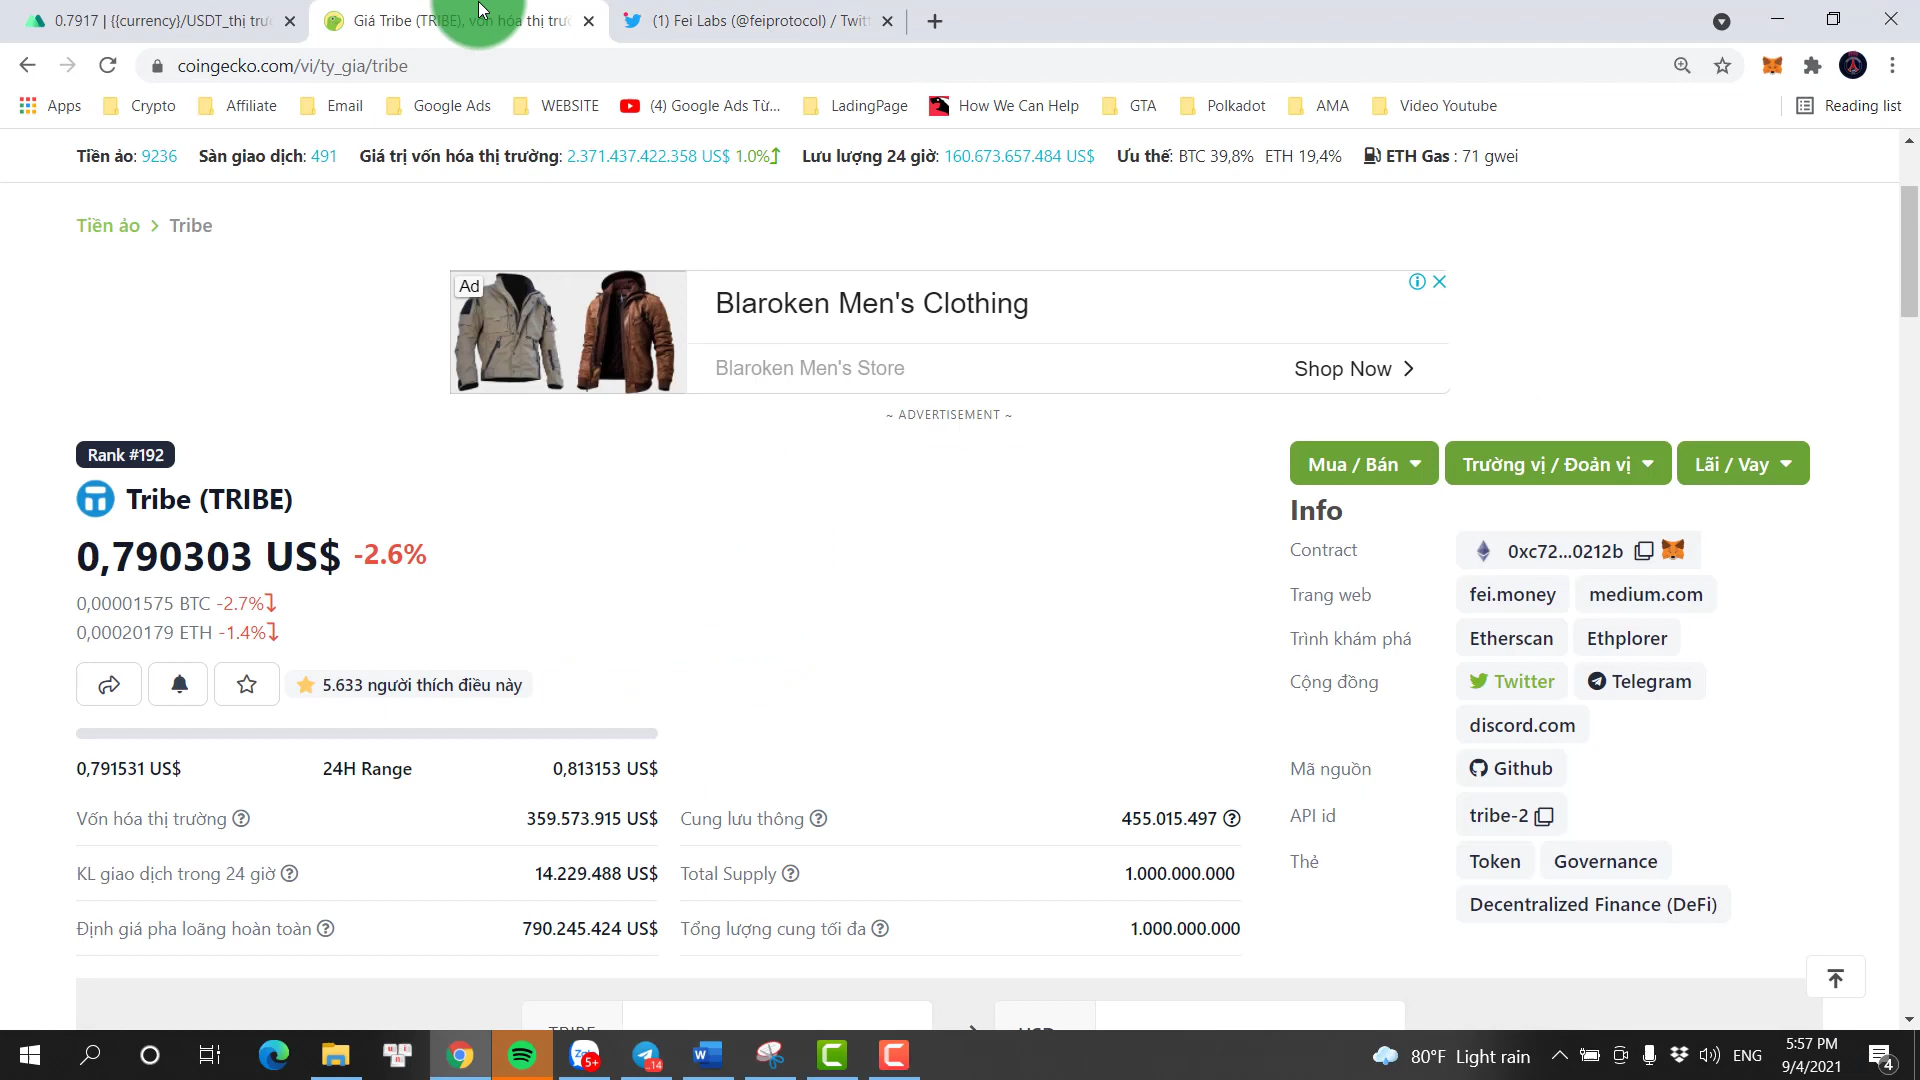 0.7917 | {{currency}}/USDT_thị trư
Giá Tribe (TRIBE), vốn hóa thị trườ
(1) Fei Labs (@feiprotocol) / Twitt
coingecko.com/vi/ty_gia/tribe
Apps
Crypto
Affiliate
Email
Google Ads
WEBSITE
(4) Google Ads Từ...
LadingPage
How We Can Help
GTA
Polkadot
AMA
Video Youtube
Reading list
Tiền ảo: 9236 Sàn giao dịch: 491 Giá trị vốn hóa thị trường: 2.371.437.422.358 US$ 1.0% Lưu lượng 24 giờ: 160.673.657.484 US$ Ưu thế: BTC 39,8% ETH 19,4% ETH Gas : 71 gwei
Tiền ảo > Tribe
Ad
Blaroken Men's Clothing
Blaroken Men's Store
Shop Now
~ ADVERTISEMENT ~
Rank #192
Tribe (TRIBE)
0,790303 US$ -2.6%
0,00001575 BTC -2.7%
0,00020179 ETH -1.4%
5.633 người thích điều này
0,791531 US$ 24H Range 0,813153 US$
Vốn hóa thị trường 359.573.915 US$
KL giao dịch trong 24 giờ 14.229.488 US$
Định giá pha loãng hoàn toàn 790.245.424 US$
Cung lưu thông 455.015.497
Total Supply 1.000.000.000
Tổng lượng cung tối đa 1.000.000.000
Mua / Bán
Trường vị / Đoản vị
Lãi / Vay
Info
Contract 0xc72...0212b
Trang web fei.money medium.com
Trình khám phá Etherscan Ethplorer
Cộng đồng Twitter Telegram
discord.com
Mã nguồn Github
API id tribe-2
Thẻ Token Governance
Decentralized Finance (DeFi)
TRIBE
USD
5+
14
80°F Light rain
ENG
5:57 PM
9/4/2021
4